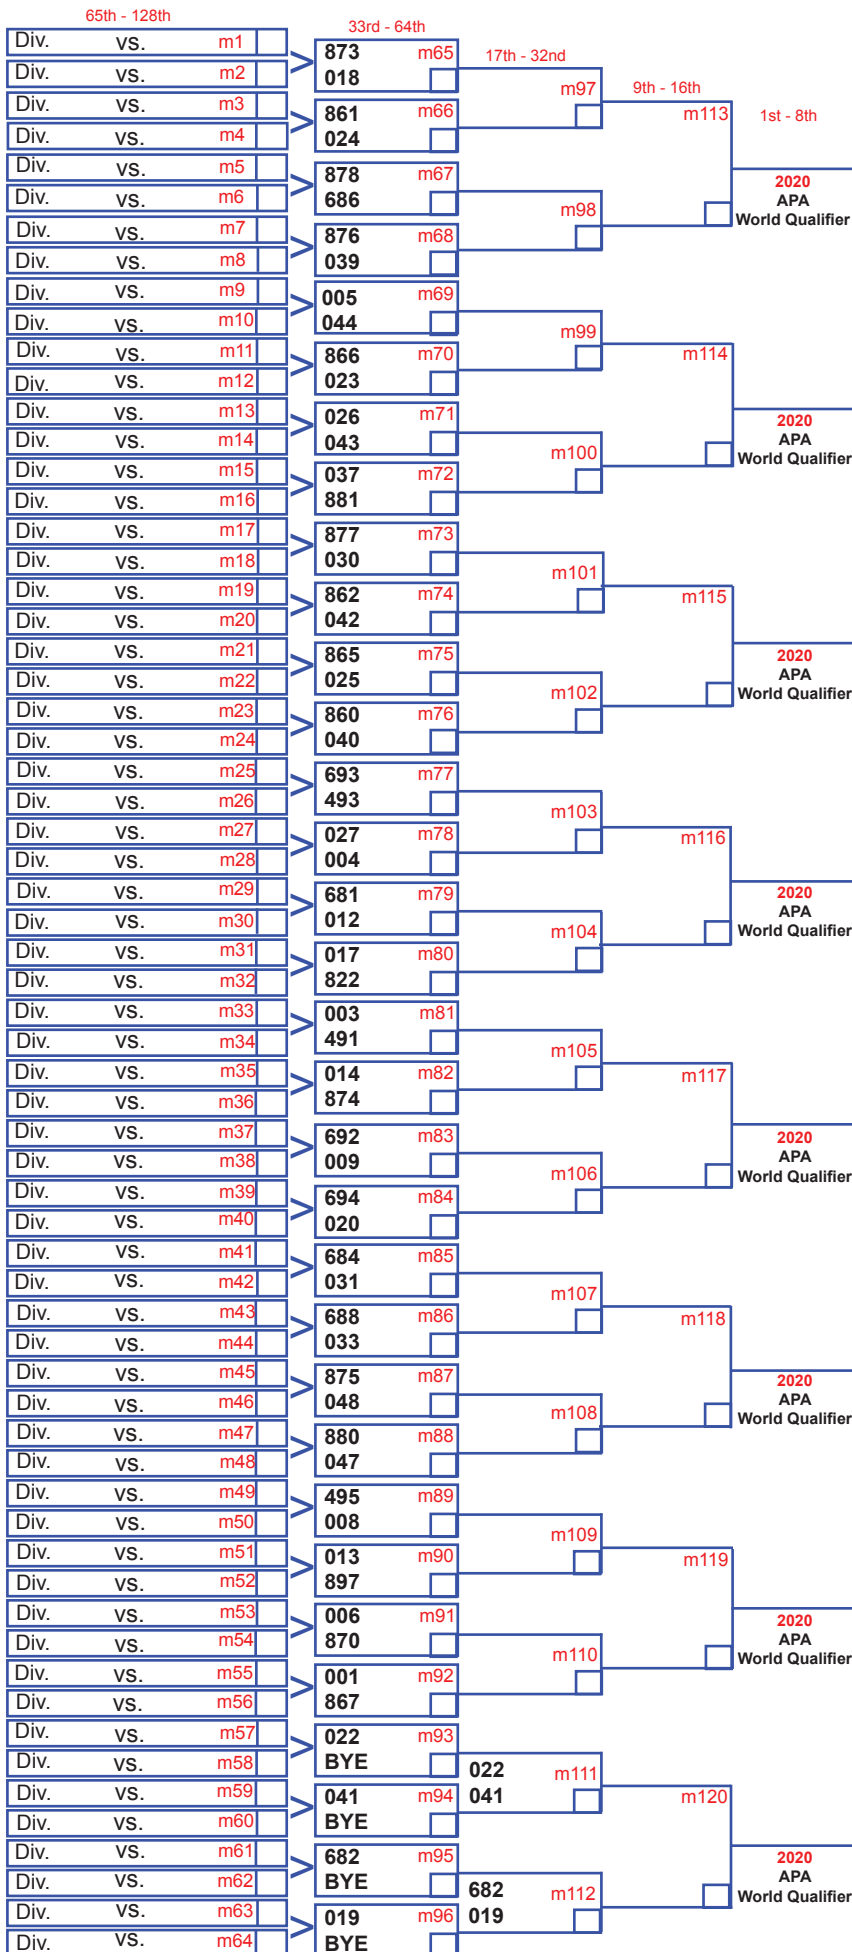 65th - 128th
33rd - 64th
17th - 32nd
9th - 16th
1st - 8th
Div. vs. m1
Div. vs. m2
Div. vs. m3
Div. vs. m4
Div. vs. m5
Div. vs. m6
Div. vs. m7
Div. vs. m8
Div. vs. m9
Div. vs. m10
Div. vs. m11
Div. vs. m12
Div. vs. m13
Div. vs. m14
Div. vs. m15
Div. vs. m16
Div. vs. m17
Div. vs. m18
Div. vs. m19
Div. vs. m20
Div. vs. m21
Div. vs. m22
Div. vs. m23
Div. vs. m24
Div. vs. m25
Div. vs. m26
Div. vs. m27
Div. vs. m28
Div. vs. m29
Div. vs. m30
Div. vs. m31
Div. vs. m32
Div. vs. m33
Div. vs. m34
Div. vs. m35
Div. vs. m36
Div. vs. m37
Div. vs. m38
Div. vs. m39
Div. vs. m40
Div. vs. m41
Div. vs. m42
Div. vs. m43
Div. vs. m44
Div. vs. m45
Div. vs. m46
Div. vs. m47
Div. vs. m48
Div. vs. m49
Div. vs. m50
Div. vs. m51
Div. vs. m52
Div. vs. m53
Div. vs. m54
Div. vs. m55
Div. vs. m56
Div. vs. m57
Div. vs. m58
Div. vs. m59
Div. vs. m60
Div. vs. m61
Div. vs. m62
Div. vs. m63
Div. vs. m64
873 m65
018
861 m66
024
878 m67
686
876 m68
039
005 m69
044
866 m70
023
026 m71
043
037 m72
881
877 m73
030
862 m74
042
865 m75
025
860 m76
040
693 m77
493
027 m78
004
681 m79
012
017 m80
822
003 m81
491
014 m82
874
692 m83
009
694 m84
020
684 m85
031
688 m86
033
875 m87
048
880 m88
047
495 m89
008
013 m90
897
006 m91
870
001 m92
867
022 m93
BYE
041 m94
BYE
682 m95
BYE
019 m96
BYE
m97
m98
m99
m100
m101
m102
m103
m104
m105
m106
m107
m108
m109
m110
022 m111
041
682 m112
019
m113
m114
m115
m116
m117
m118
m119
m120
2020
APA
World Qualifier
2020
APA
World Qualifier
2020
APA
World Qualifier
2020
APA
World Qualifier
2020
APA
World Qualifier
2020
APA
World Qualifier
2020
APA
World Qualifier
2020
APA
World Qualifier